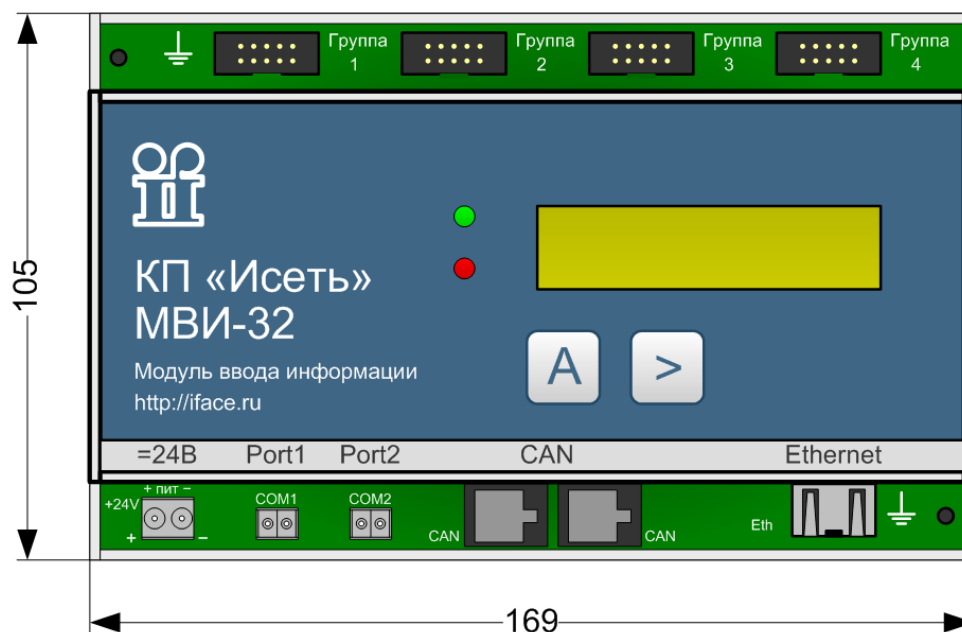 Группа
1
Группа
2
Группа
3
Группа
4
КП «Исеть»
МВИ-32
Модуль ввода информации
http://iface.ru
A
>
105
=24В
Port1
Port2
CAN
Ethernet
+ пит −
+24V
+
−
COM1
COM2
CAN
CAN
Eth
169